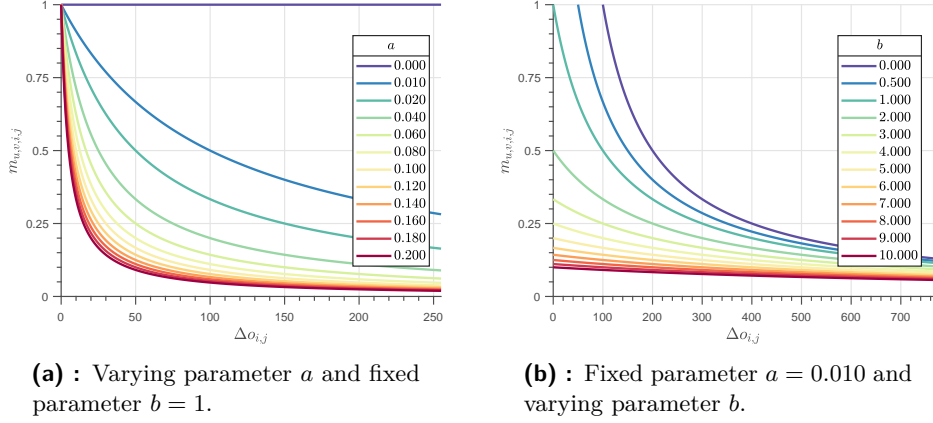 1
0.75
0.5
0.25
0
m_{u,v,i,j}
a
0.000
0.010
0.020
0.040
0.060
0.080
0.100
0.120
0.140
0.160
0.180
0.200
0 50 100 150 200 250
Δo_{i,j}
(a) : Varying parameter a and fixed
parameter b = 1.
1
0.75
0.5
0.25
0
m_{u,v,i,j}
b
0.000
0.500
1.000
2.000
3.000
4.000
5.000
6.000
7.000
8.000
9.000
10.000
0 100 200 300 400 500 600 700
Δo_{i,j}
(b) : Fixed parameter a = 0.010 and
varying parameter b.